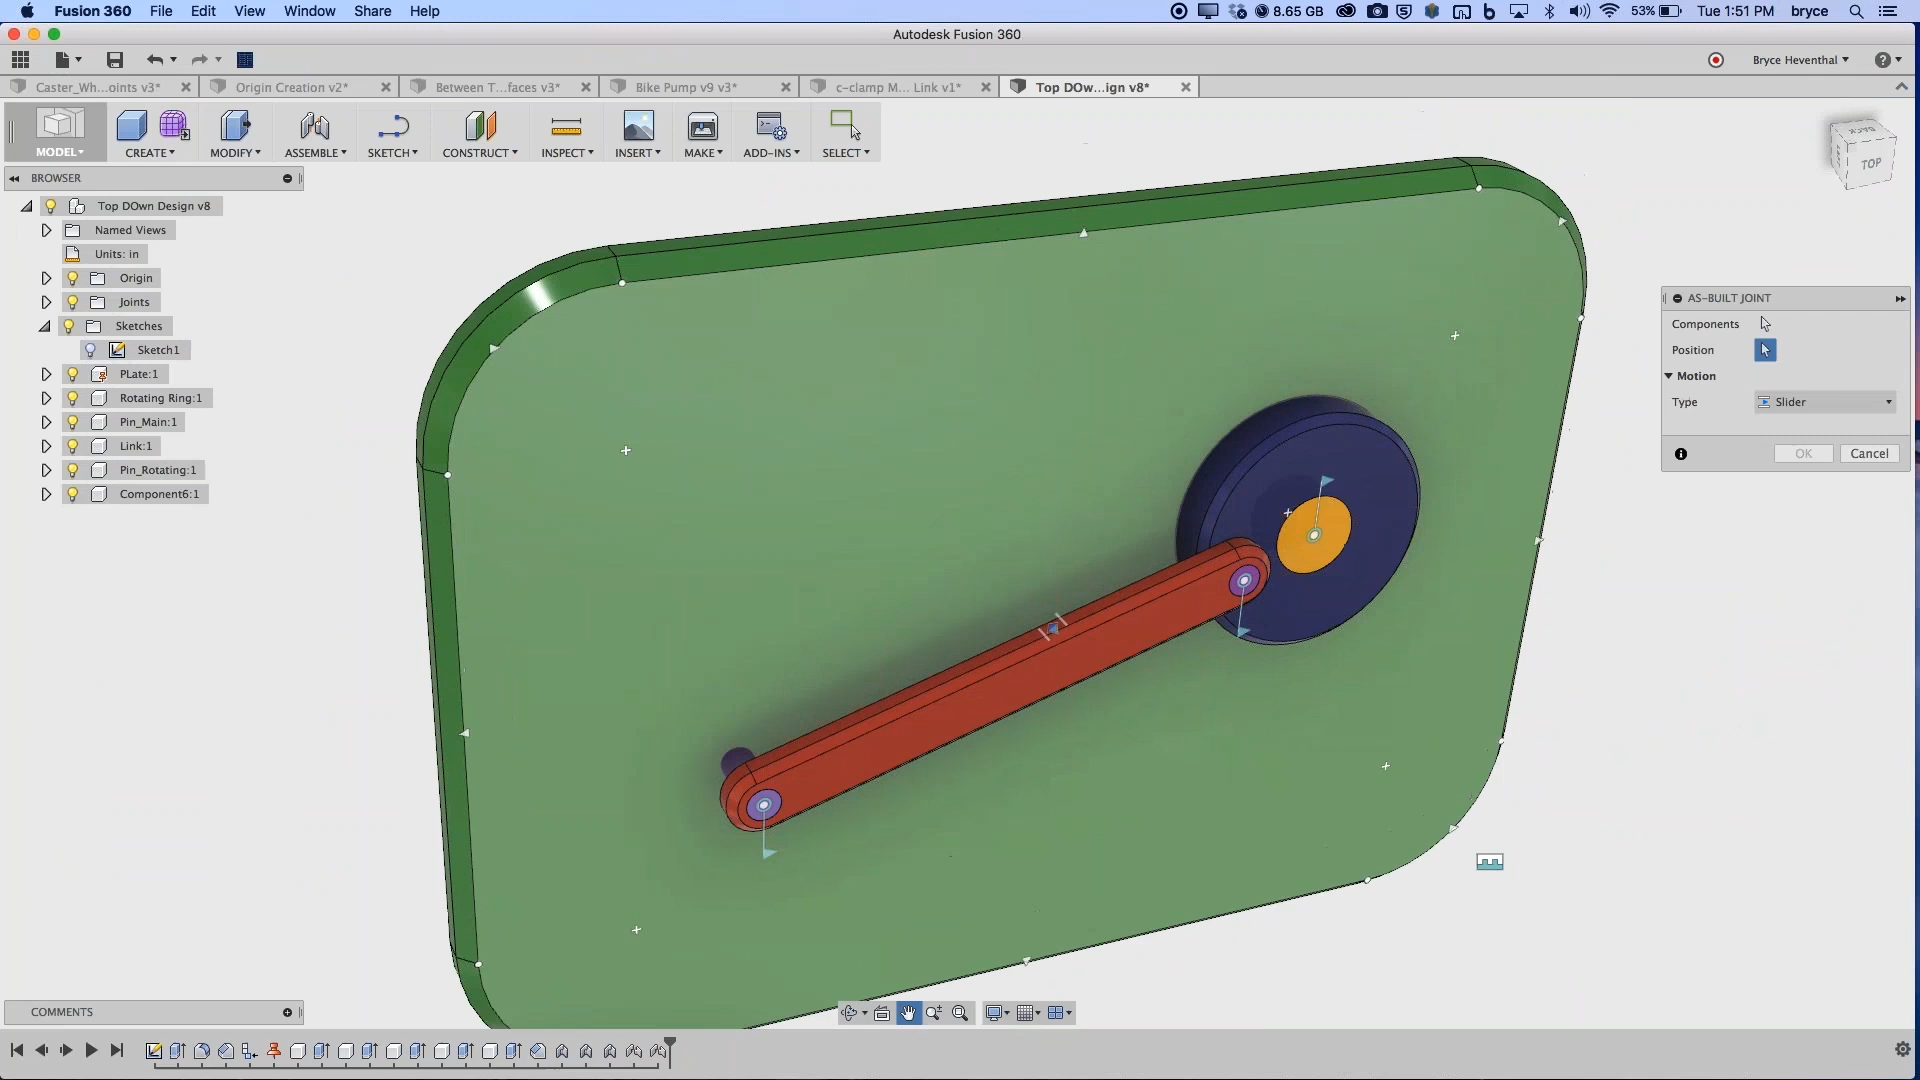 Fusion 360 File Edit View Window Share Help 8.65 GB 53% Tue 1:51 PM bryce
Autodesk Fusion 360
Bryce Heventhal
Caster_Wh...oints v3* Origin Creation v2* Between T...faces v3* Bike Pump v9 v3* c-clamp M... Link v1* Top DOw...ign v8*
MODEL CREATE MODIFY ASSEMBLE SKETCH CONSTRUCT INSPECT INSERT MAKE ADD-INS SELECT
BACK
TOP
BROWSER
Top DOwn Design v8
Named Views
Units: in
Origin
Joints
Sketches
Sketch1
PLate:1
Rotating Ring:1
Pin_Main:1
Link:1
Pin_Rotating:1
Component6:1
AS-BUILT JOINT
Components
Position
Motion
Type Slider
OK Cancel
COMMENTS